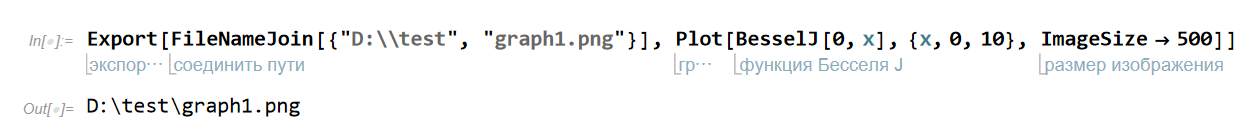 In[•]:= Export[FileNameJoin[{"D:\\test", "graph1.png"}], Plot[BesselJ[0, x], {x, 0, 10}, ImageSize → 500]]
экспор⋯ соединить пути гр⋯ функция Бесселя J размер изображения
Out[•]= D:\test\graph1.png